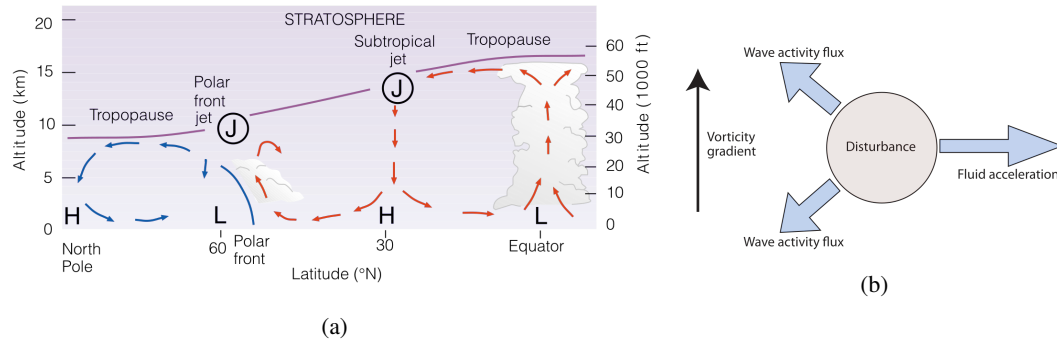 STRATOSPHERE
Subtropical
jet
Tropopause
Polar
front
jet
Tropopause
J
J
H
L
H
L
20
15
10
5
0
Altitude (km)
60
50
40
30
20
10
0
Altitude (1000 ft)
North
Pole
60
Polar
front
30
Equator
Latitude (°N)
(a)
Wave activity flux
Vorticity
gradient
Disturbance
Fluid acceleration
Wave activity flux
(b)